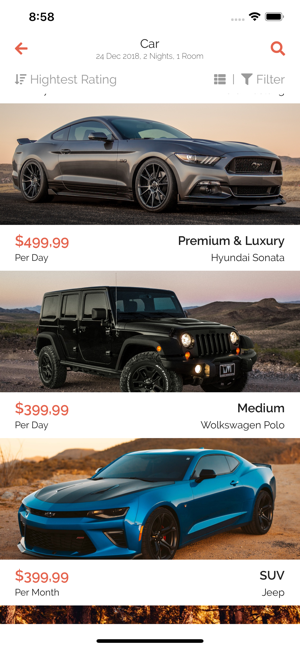 8:58
Car
24 Dec 2018, 2 Nights, 1 Room
Hightest Rating
Filter
$499,99
Premium & Luxury
Per Day
Hyundai Sonata
$399,99
Medium
Per Day
Wolkswagen Polo
$399,99
SUV
Per Month
Jeep